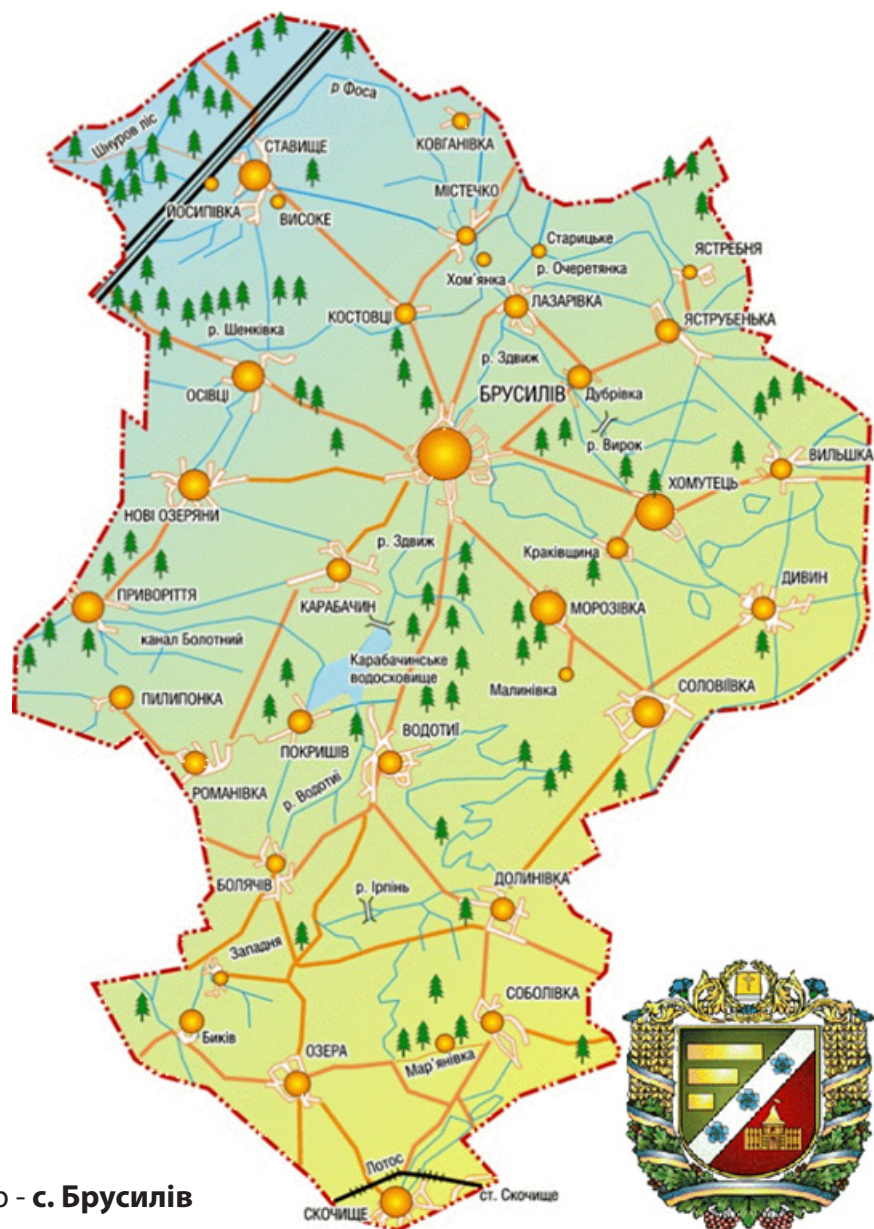 р Фоса
КОВГАНІВКА
Шнуров ліс
СТАВИЩЕ
МІСТЕЧКО
ЙОСИПІВКА
ВИСОКЕ
Старицьке
ЯСТРЕБНЯ
Хом'янка
р. Очеретянка
ЛАЗАРІВКА
КОСТОВЦІ
р. Шенківка
ЯСТРУБЕНЬКА
р. Здвиж
ОСІВЦІ
БРУСИЛІВ
Дубрівка
р. Вирок
ВИЛЬШКА
ХОМУТЕЦЬ
НОВІ ОЗЕРЯНИ
р. Здвиж
Краківщина
ДИВИН
ПРИВОРІТТЯ
КАРАБАЧИН
МОРОЗІВКА
канал Болотний
Карабачинське
водосховище
Малинівка
СОЛОВІЇВКА
ПИЛИПОНКА
ПОКРИШІВ
ВОДОТИЇ
РОМАНІВКА
р. Водотиї
БОЛЯЧІВ
р. Ірпінь
ДОЛИНІВКА
Западня
СОБОЛІВКА
Биків
ОЗЕРА
Мар'янівка
Лотос
о - с. Брусилів
СКОЧИЩЕ
ст. Скочище